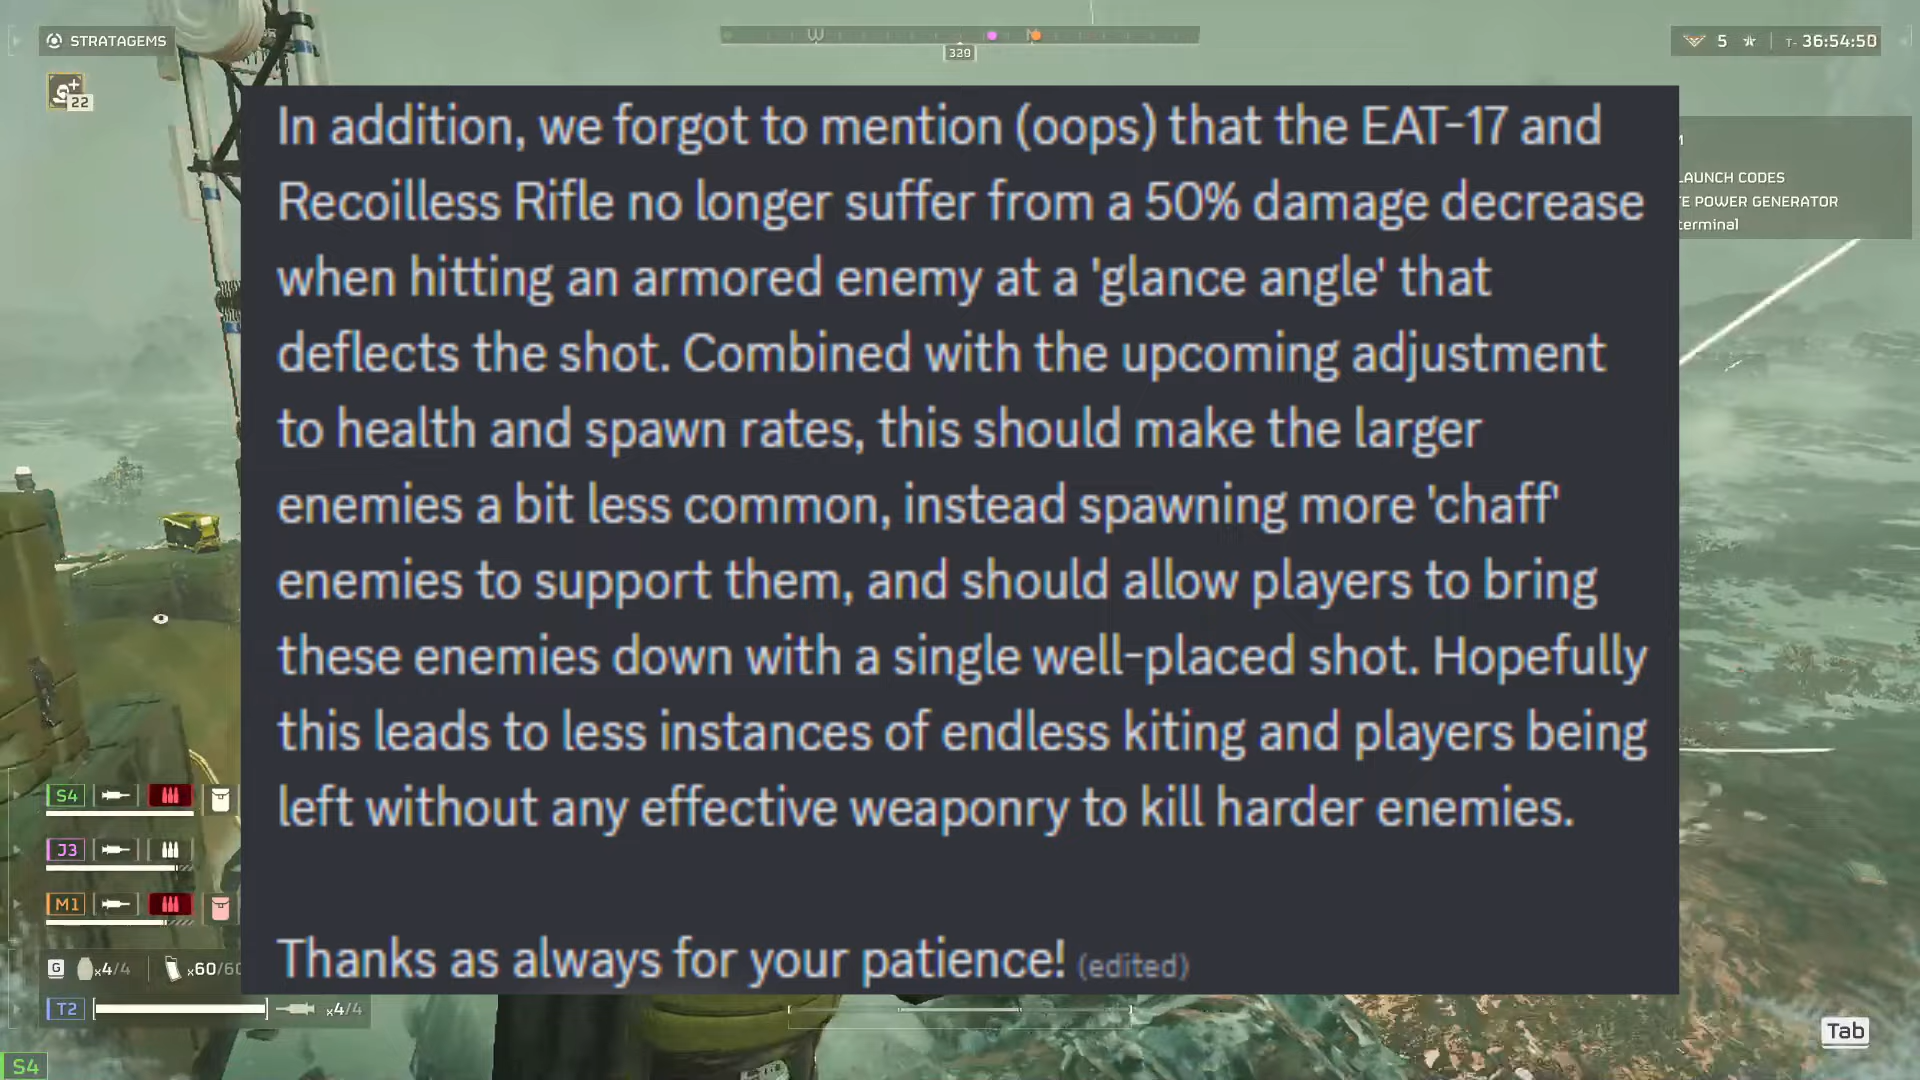 STRATAGEMS
W
N
339
5
T- 36:54:50
22
In addition, we forgot to mention (oops) that the EAT-17 and
Recoilless Rifle no longer suffer from a 50% damage decrease
when hitting an armored enemy at a 'glance angle' that
deflects the shot. Combined with the upcoming adjustment
to health and spawn rates, this should make the larger
enemies a bit less common, instead spawning more 'chaff'
enemies to support them, and should allow players to bring
these enemies down with a single well-placed shot. Hopefully
this leads to less instances of endless kiting and players being
left without any effective weaponry to kill harder enemies.
Thanks as always for your patience! (edited)
LAUNCH CODES
POWER GENERATOR
terminal
S4
J3
M1
G x4/4 x60/60
T2 x4/4
Tab
S4